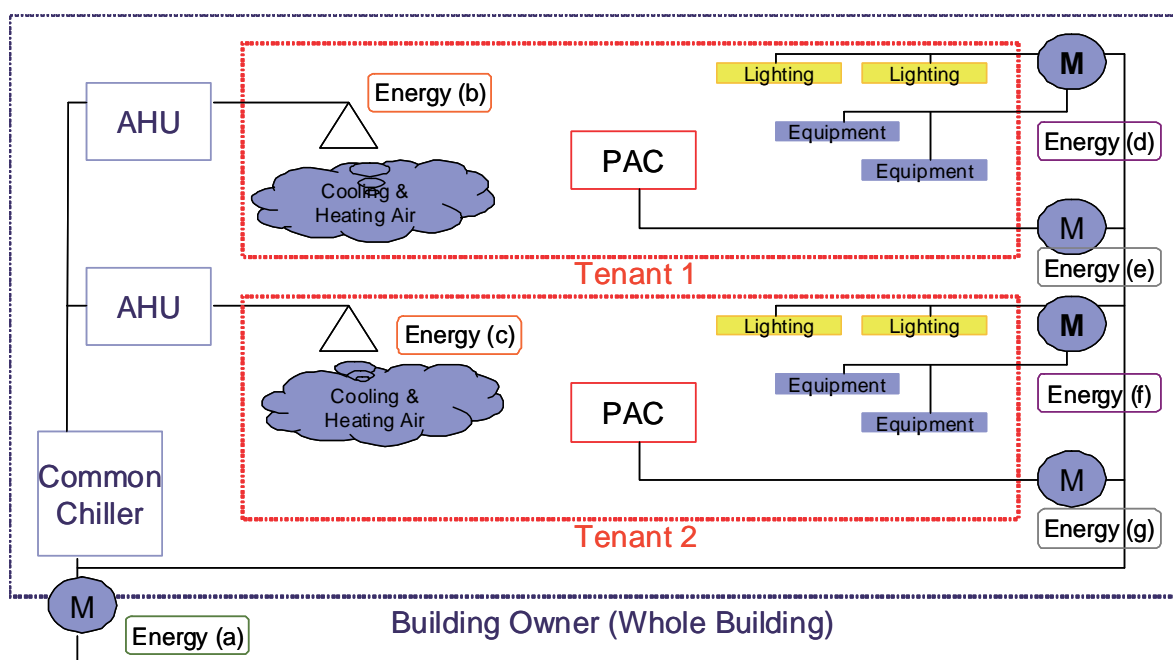 Energy (b)
AHU
Cooling &
Heating Air
PAC
Lighting
Lighting
Equipment
Equipment
M
Energy (d)
M
Energy (e)
Tenant 1
AHU
Energy (c)
Cooling &
Heating Air
PAC
Lighting
Lighting
Equipment
Equipment
M
Energy (f)
M
Energy (g)
Tenant 2
Common
Chiller
M
Energy (a)
Building Owner (Whole Building)